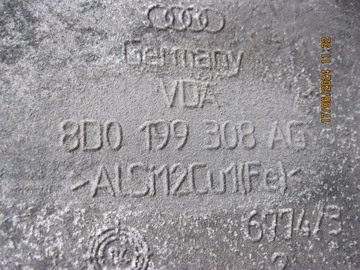 Germany
VDA
8D0 199 308 AG
>ALSi12Cu1(Fe)<
6774/3